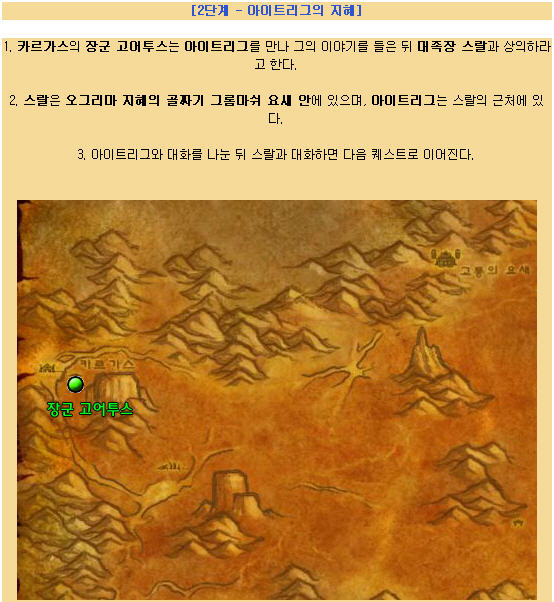 [2단계 - 아이트리그의 지혜]
1. 카르가스의 장군 고어투스는 아이트리그를 만나 그의 이야기를 들은 뒤 대족장 스랄과 상의하라
고 한다.
2. 스랄은 오그리마 지혜의 골짜기 그롬마쉬 요새 안에 있으며, 아이트리그는 스랄의 근처에 있
다.
3. 아이트리그와 대화를 나눈 뒤 스랄과 대화하면 다음 퀘스트로 이어진다.
고통의 요새
카르가스
장군 고어투스